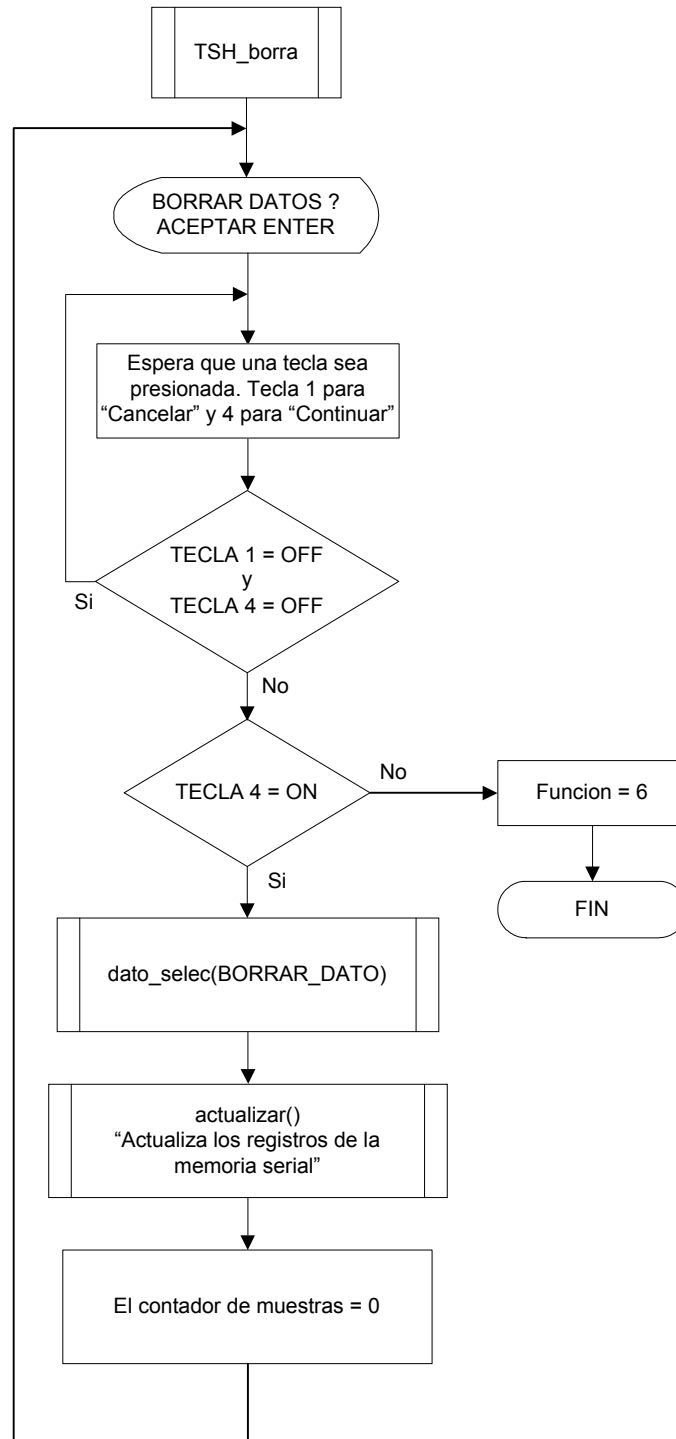 TSH_borra
BORRAR DATOS ?
ACEPTAR ENTER
Espera que una tecla sea
presionada. Tecla 1 para
“Cancelar” y 4 para “Continuar”
TECLA 1 = OFF
y
TECLA 4 = OFF
Si
No
TECLA 4 = ON
No
Funcion = 6
Si
FIN
dato_selec(BORRAR_DATO)
actualizar()
“Actualiza los registros de la
memoria serial”
El contador de muestras = 0